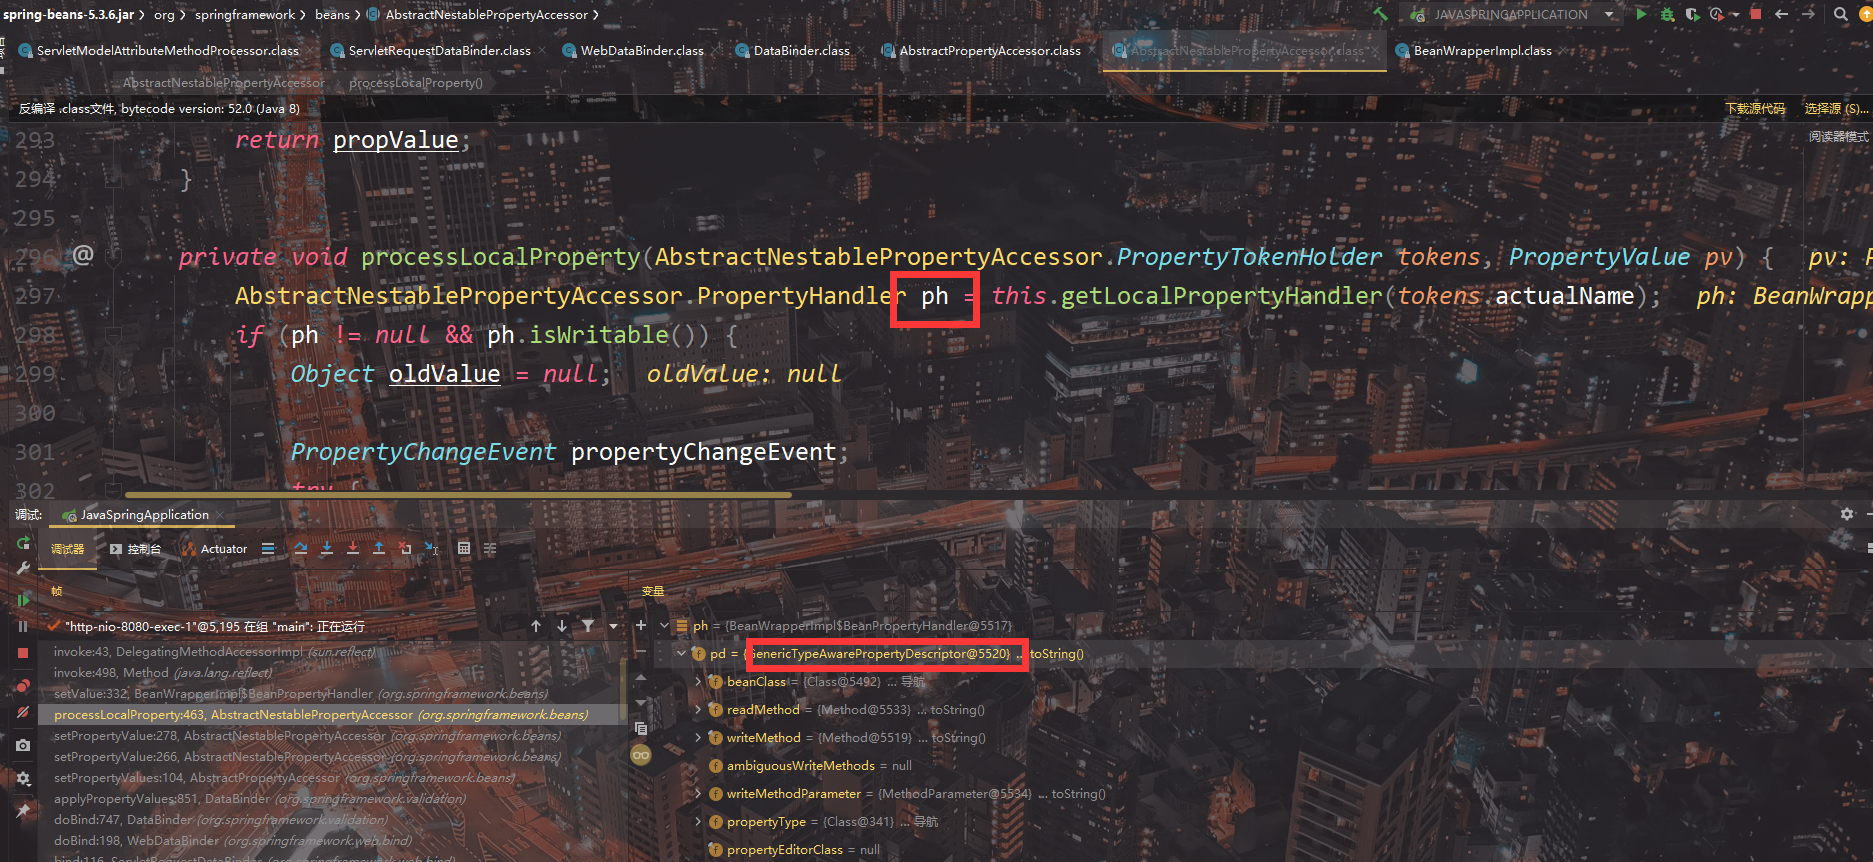 spring-beans-5.3.6.jar › org › springframework › beans › AbstractNestablePropertyAccessor ›
JAVASPRINGAPPLICATION
ServletModelAttributeMethodProcessor.class ServletRequestDataBinder.class WebDataBinder.class DataBinder.class AbstractPropertyAccessor.class AbstractNestablePropertyAccessor.class BeanWrapperImpl.class
AbstractNestablePropertyAccessor processLocalProperty()
反编译 .class文件, bytecode version: 52.0 (Java 8) 下载源代码 选择源 (S)...
阅读器模式
293 return propValue;
294 }
295
296 @ private void processLocalProperty(AbstractNestablePropertyAccessor.PropertyTokenHolder tokens, PropertyValue pv) { pv:
297 AbstractNestablePropertyAccessor.PropertyHandler ph = this.getLocalPropertyHandler(tokens.actualName); ph: BeanWrapp
298 if (ph != null && ph.isWritable()) {
299 Object oldValue = null; oldValue: null
300
301 PropertyChangeEvent propertyChangeEvent;
302 try {
调试: JavaSpringApplication
调试器 控制台 Actuator
帧
变量
"http-nio-8080-exec-1"@5,195 在组 "main": 正在运行
invoke:43, DelegatingMethodAccessorImpl (sun.reflect)
invoke:498, Method (java.lang.reflect)
setValue:332, BeanWrapperImpl$BeanPropertyHandler (org.springframework.beans)
processLocalProperty:463, AbstractNestablePropertyAccessor (org.springframework.beans)
setPropertyValue:278, AbstractNestablePropertyAccessor (org.springframework.beans)
setPropertyValue:266, AbstractNestablePropertyAccessor (org.springframework.beans)
setPropertyValues:104, AbstractPropertyAccessor (org.springframework.beans)
applyPropertyValues:851, DataBinder (org.springframework.validation)
doBind:747, DataBinder (org.springframework.validation)
doBind:198, WebDataBinder (org.springframework.web.bind)
bind:116, ServletRequestDataBinder (org.springframework.web.bind)
ph = {BeanWrapperImpl$BeanPropertyHandler@5517}
pd = {GenericTypeAwarePropertyDescriptor@5520} ... toString()
beanClass = {Class@5492} ... 导航
readMethod = {Method@5533} ... toString()
writeMethod = {Method@5519} ... toString()
ambiguousWriteMethods = null
writeMethodParameter = {MethodParameter@5534} ... toString()
propertyType = {Class@341} ... 导航
propertyEditorClass = null